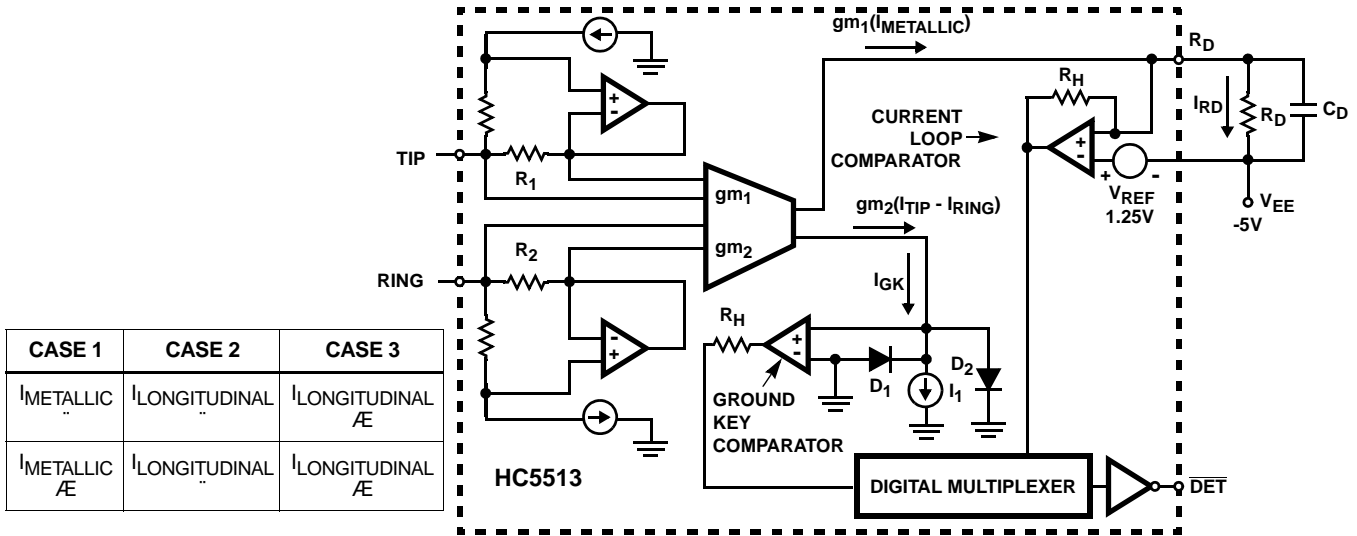 gm1(IMETALLIC)
RD
RH
IRD
RD
CD
CURRENT
LOOP
COMPARATOR
+
-
+
-
+
-
VREF
1.25V
VEE
-5V
TIP
R1
gm1
gm2(ITIP - IRING)
gm2
R2
RING
IGK
RH
+
-
-
+
D1
D2
I1
GROUND
KEY
COMPARATOR
HC5513
DIGITAL MULTIPLEXER
DET
CASE 1 CASE 2 CASE 3
IMETALLIC ILONGITUDINAL ILONGITUDINAL
¨ ¨ Æ
IMETALLIC ILONGITUDINAL ILONGITUDINAL
Æ ¨ Æ